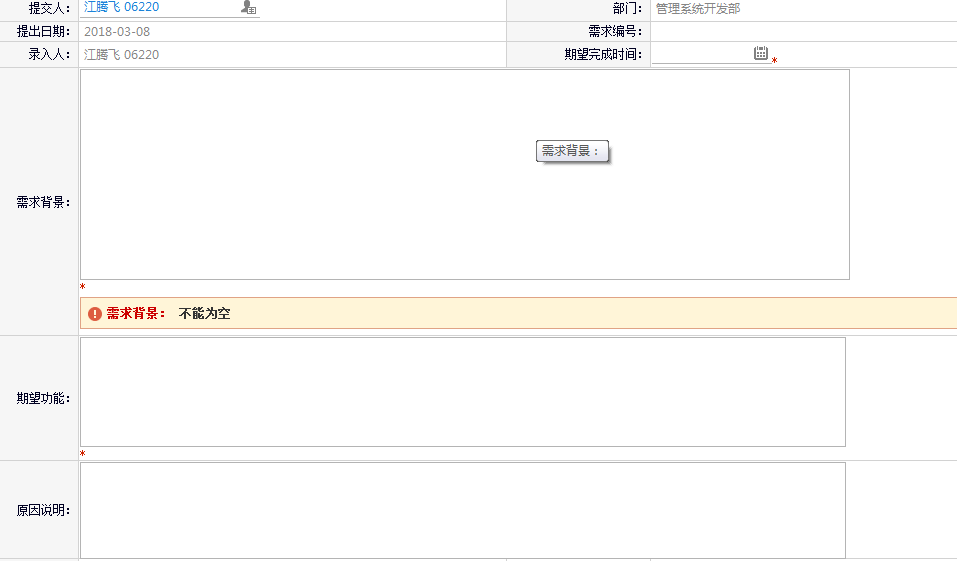 提交人： 江腾飞 06220 部门： 管理系统开发部
提出日期： 2018-03-08 需求编号：
录入人： 江腾飞 06220 期望完成时间： *
需求背景：
需求背景：
*
需求背景： 不能为空
期望功能：
*
原因说明：